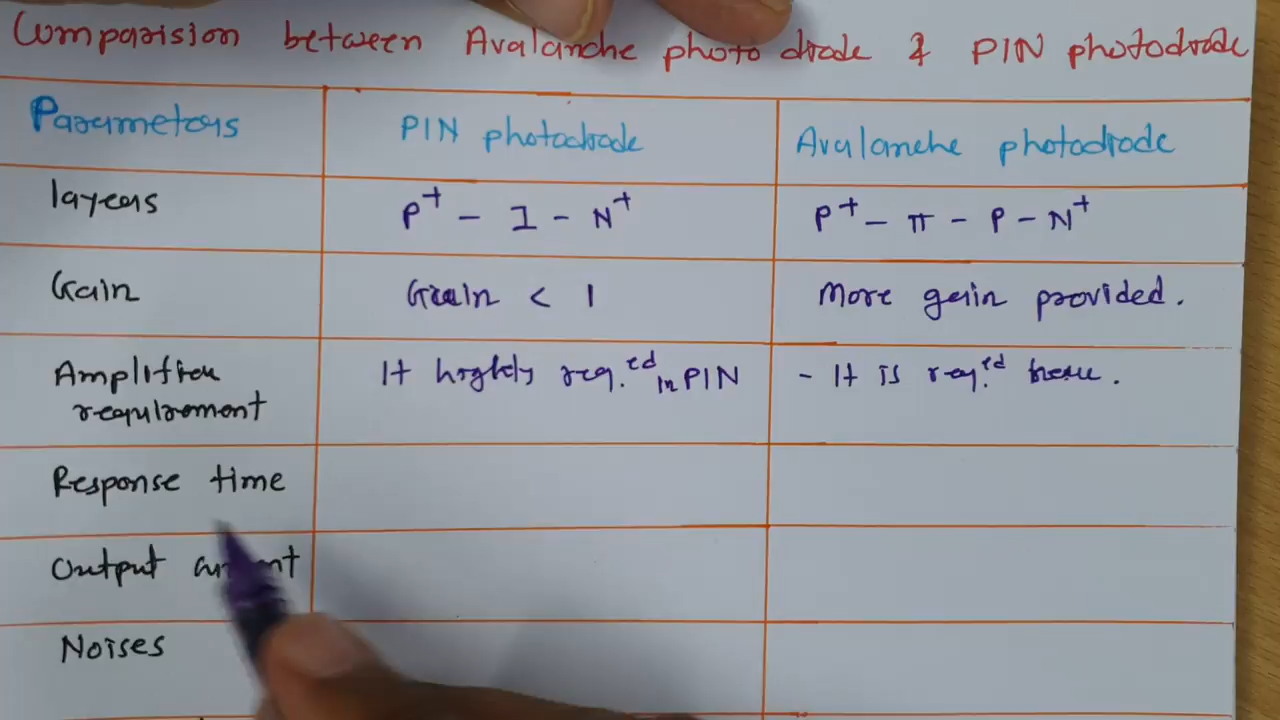 Comparision between Avalanche photo diode & PIN photodiode
Parameters PIN photodiode Avalanche photodiode
layers P+ - I - N+ P+ - π - P - N+
Gain Gain < 1 More gain provided.
Amplifier It highly req.ed in PIN - It is req.ed here.
requirement
Response time
Output
Noises